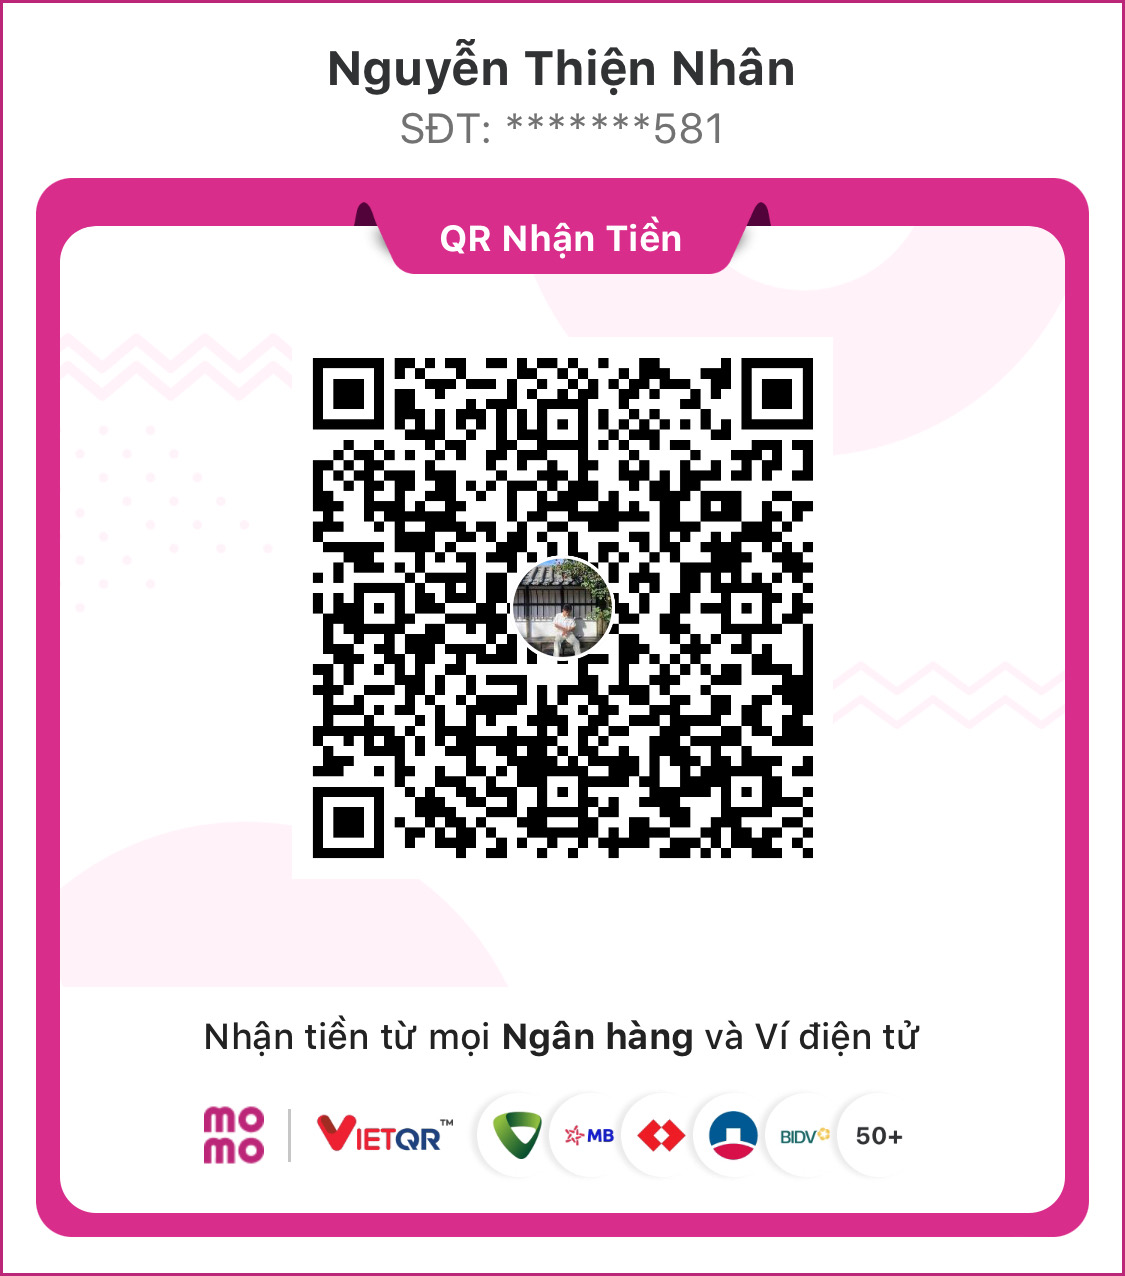 Nguyễn Thiện Nhân
SĐT: *******581
QR Nhận Tiền
Nhận tiền từ mọi Ngân hàng và Ví điện tử
mo
mo
VIETQR™
MB
BIDV
50+